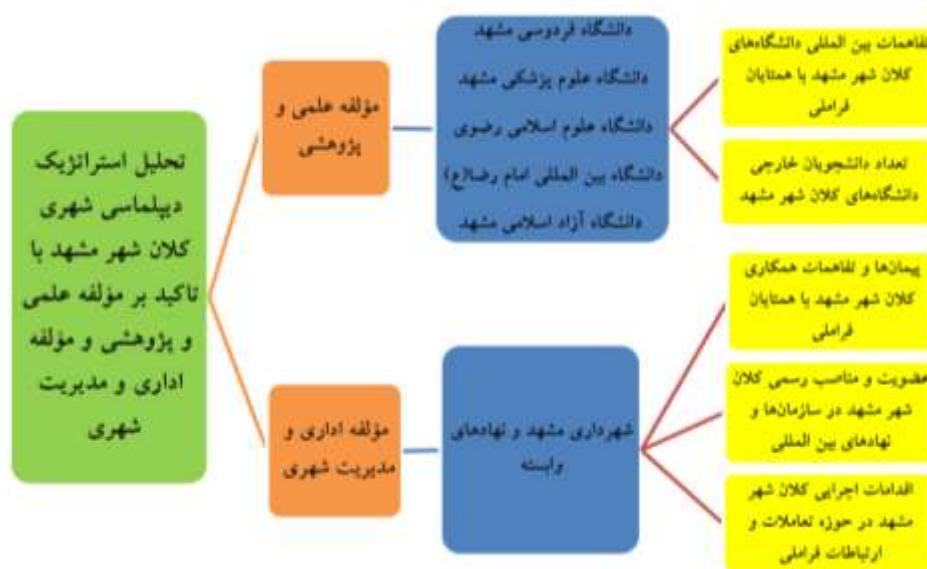 تحلیل استراتژیک
دیپلماسی شهری
کلان شهر مشهد با
تاکید بر مؤلفه علمی
و پژوهشی و مؤلفه
اداری و مدیریت
شهری
مؤلفه علمی و
پژوهشی
دانشگاه فردوسی مشهد
دانشگاه علوم پزشکی مشهد
دانشگاه علوم اسلامی رضوی
دانشگاه بین المللی امام رضا(ع)
دانشگاه آزاد اسلامی مشهد
تفاهمات بین المللی دانشگاه‌های
کلان شهر مشهد با همتایان
فراملی
تعداد دانشجویان خارجی
دانشگاه‌های کلان شهر مشهد
مؤلفه اداری و
مدیریت شهری
شهرداری مشهد و نهادهای
وابسته
پیمان‌ها و تفاهمات همکاری
کلان شهر مشهد با همتایان
فراملی
عضویت و مناصب رسمی کلان
شهر مشهد در سازمان‌ها و
نهادهای بین المللی
اقدامات اجرایی کلان شهر
مشهد در حوزه تعاملات و
ارتباطات فراملی